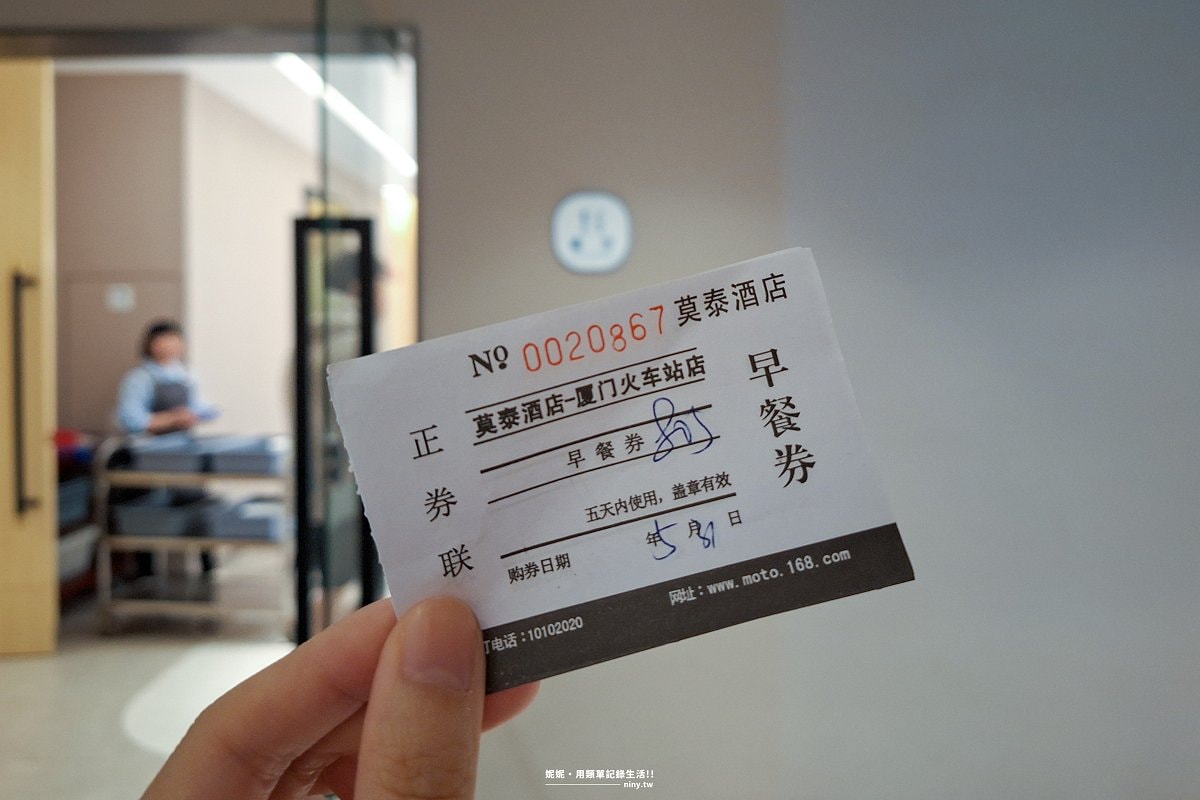 № 0020867 莫泰酒店
莫泰酒店-厦门火车站店
早餐券 805
五天内使用，盖章有效
购券日期 年 5 月 31 日
正券联
早餐券
订电话：10102020
网址：www.moto.168.com
妮妮·用類單記錄生活!!
niny.tw